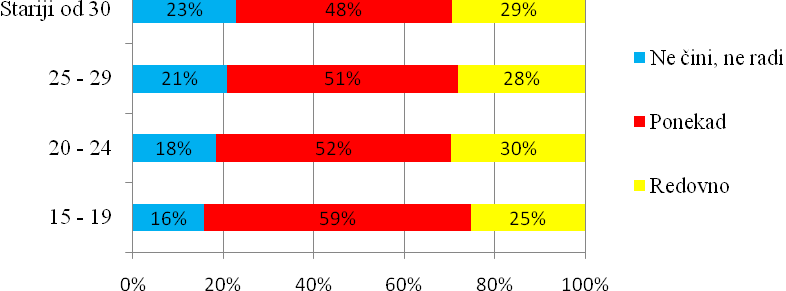 Stariji od 30 23% 48% 29%
25 - 29 21% 51% 28%
20 - 24 18% 52% 30%
15 - 19 16% 59% 25%
0% 20% 40% 60% 80% 100%
Ne čini, ne radi
Ponekad
Redovno